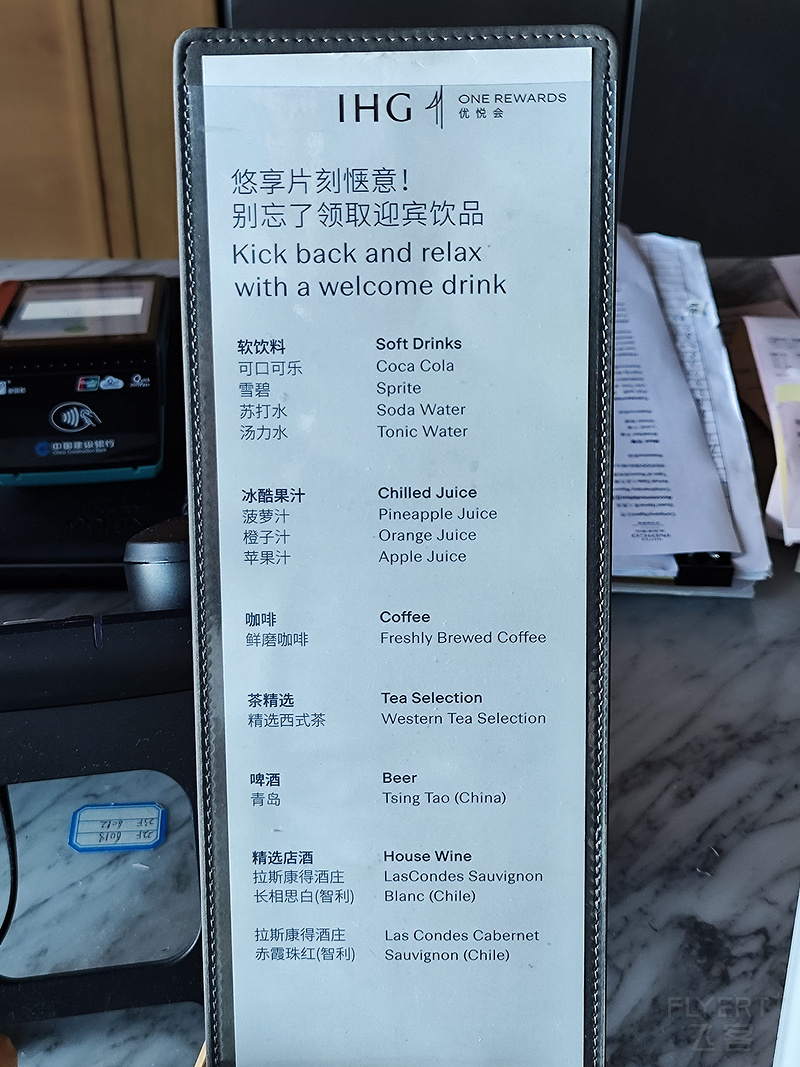 IHG ONE REWARDS
优悦会
悠享片刻惬意！
别忘了领取迎宾饮品
Kick back and relax
with a welcome drink
软饮料 Soft Drinks
可口可乐 Coca Cola
雪碧 Sprite
苏打水 Soda Water
汤力水 Tonic Water
冰酷果汁 Chilled Juice
菠萝汁 Pineapple Juice
橙子汁 Orange Juice
苹果汁 Apple Juice
咖啡 Coffee
鲜磨咖啡 Freshly Brewed Coffee
茶精选 Tea Selection
精选西式茶 Western Tea Selection
啤酒 Beer
青岛 Tsing Tao (China)
精选店酒 House Wine
拉斯康得酒庄 LasCondes Sauvignon
长相思白(智利) Blanc (Chile)
拉斯康得酒庄 Las Condes Cabernet
赤霞珠红(智利) Sauvignon (Chile)
中国建设银行
China Construction Bank
FLYERT
飞客